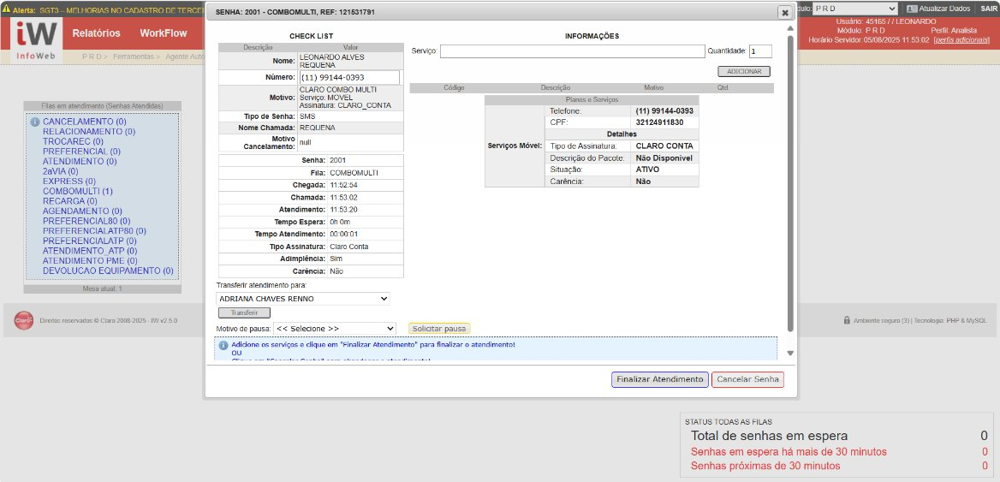 Alerta: SGT3 – MELHORIAS NO CADASTRO DE TERCEI
dulo: P R D
Atualizar Dados
SAIR
iW
InfoWeb
Relatórios
WorkFlow
Usuário: 45165 / / LEONARDO
Módulo: P R D
Perfil: Analista
Horário Servidor 05/08/2025 11:53:02 [perfis adicionais]
P R D > Ferramentas > Agente Auto
Filas em atendimento (Senhas Atendidas)
CANCELAMENTO (0)
RELACIONAMENTO (0)
TROCAREC (0)
PREFERENCIAL (0)
ATENDIMENTO (0)
2aVIA (0)
EXPRESS (0)
COMBOMULTI (1)
RECARGA (0)
AGENDAMENTO (0)
PREFERENCIAL80 (0)
PREFERENCIALATP80 (0)
PREFERENCIALATP (0)
ATENDIMENTO_ATP (0)
ATENDIMENTO PME (0)
DEVOLUCAO EQUIPAMENTO (0)
Mesa atual: 1
SENHA: 2001 - COMBOMULTI, REF: 121531791
CHECK LIST
Descrição Valor
Nome: LEONARDO ALVES REQUENA
Número: (11) 99144-0393
Motivo: CLARO COMBO MULTI
Serviço: MOVEL
Assinatura: CLARO_CONTA
Tipo de Senha: SMS
Nome Chamada: REQUENA
Motivo Cancelamento: null
Senha: 2001
Fila: COMBOMULTI
Chegada: 11:52:54
Chamada: 11:53:02
Atendimento: 11:53:20
Tempo Espera: 0h 0m
Tempo Atendimento: 00:00:01
Tipo Assinatura: Claro Conta
Adimplência: Sim
Carência: Não
Transferir atendimento para:
ADRIANA CHAVES RENNO
Transferir
Motivo de pausa: << Selecione >>
Solicitar pausa
Adicione os serviços e clique em "Finalizar Atendimento" para finalizar o atendimento!
OU
Clique em "Cancelar Senha" para abandonar o atendimento!
INFORMAÇÕES
Serviço:
Quantidade: 1
ADICIONAR
Código Descrição Motivo Qtd.
Planos e Serviços
Serviços Móvel:
Telefone: (11) 99144-0393
CPF: 32124911830
Detalhes
Tipo de Assinatura: CLARO CONTA
Descrição do Pacote: Não Disponivel
Situação: ATIVO
Carência: Não
Finalizar Atendimento
Cancelar Senha
Claro
Direitos reservados © Claro 2008-2025 - IW v2.5.0
Ambiente seguro (3) | Tecnologia: PHP & MySQL
STATUS TODAS AS FILAS
Total de senhas em espera 0
Senhas em espera há mais de 30 minutos 0
Senhas próximas de 30 minutos 0